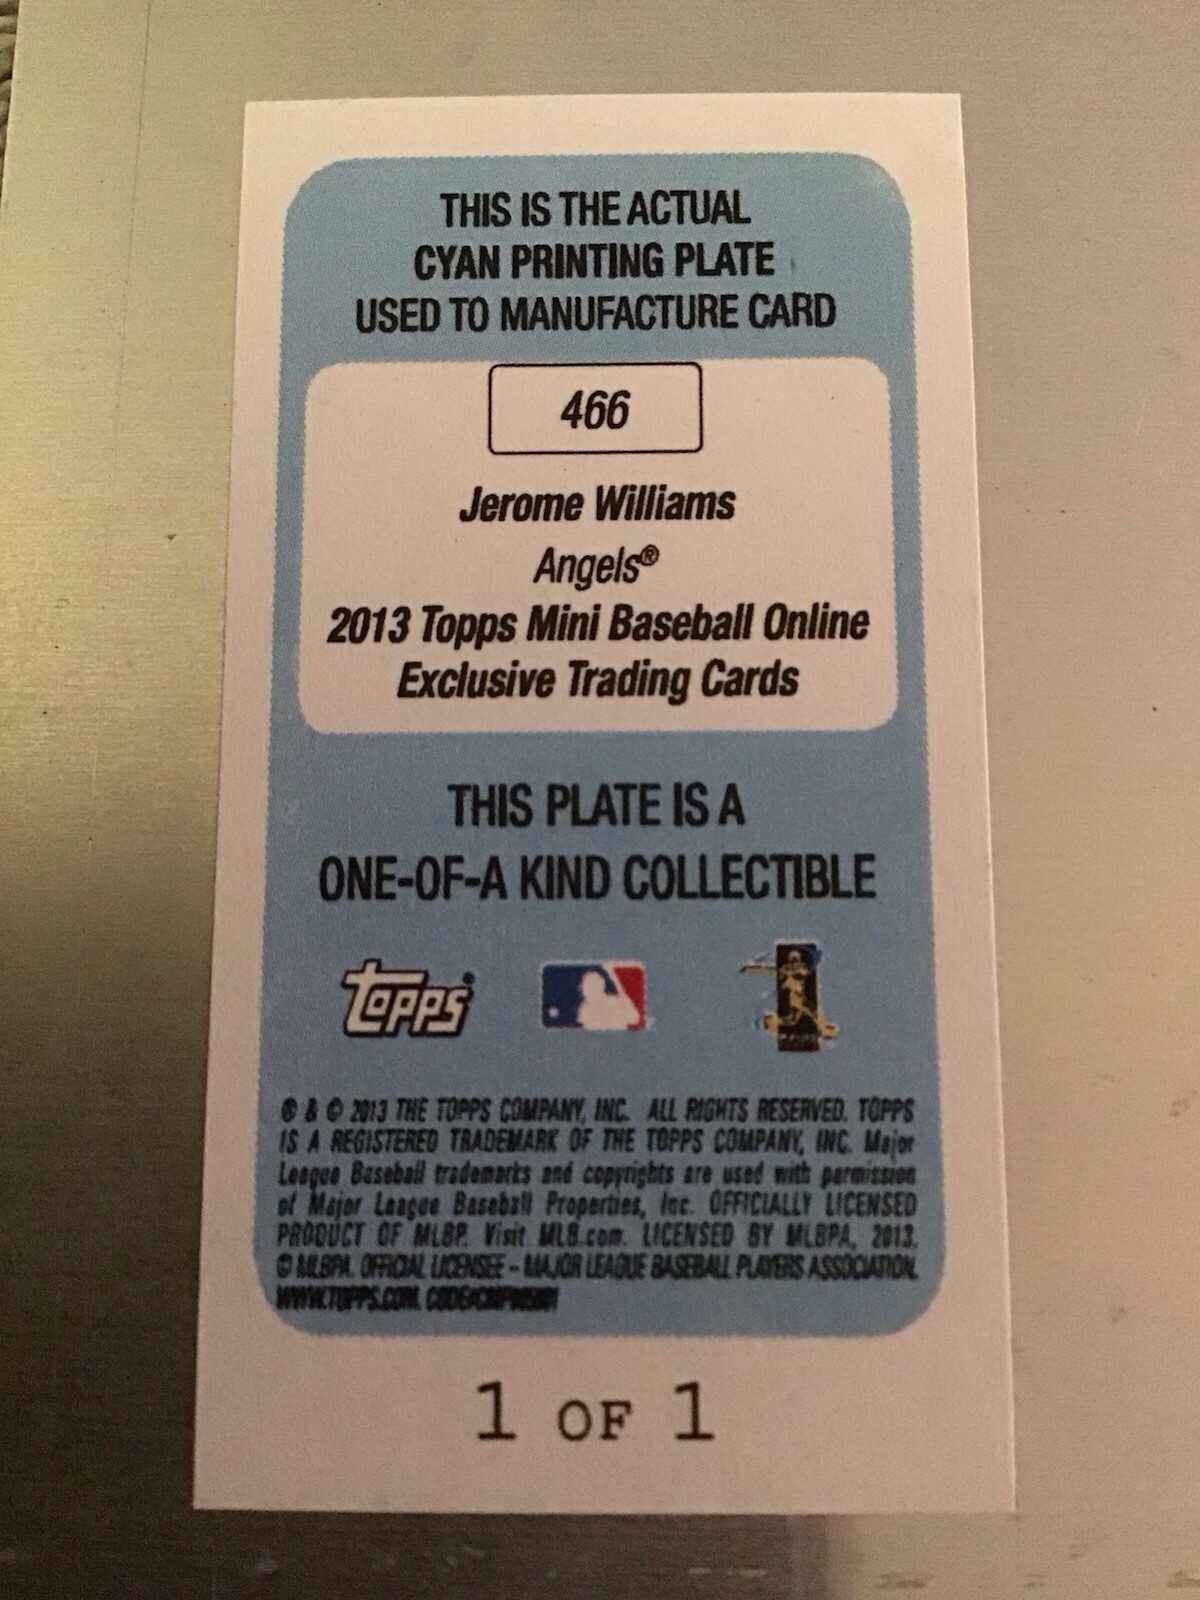 THIS IS THE ACTUAL
CYAN PRINTING PLATE
USED TO MANUFACTURE CARD
466
Jerome Williams
Angels®
2013 Topps Mini Baseball Online
Exclusive Trading Cards
THIS PLATE IS A
ONE-OF-A KIND COLLECTIBLE
Topps
® & © 2013 THE TOPPS COMPANY, INC. ALL RIGHTS RESERVED. TOPPS
IS A REGISTERED TRADEMARK OF THE TOPPS COMPANY, INC. Major
League Baseball trademarks and copyrights are used with permission
of Major League Baseball Properties, Inc. OFFICIALLY LICENSED
PRODUCT OF MLBP. Visit MLB.com. LICENSED BY MLBPA, 2013.
© MLBPA. OFFICIAL LICENSEE - MAJOR LEAGUE BASEBALL PLAYERS ASSOCIATION.
WWW.TOPPS.COM.
1 OF 1